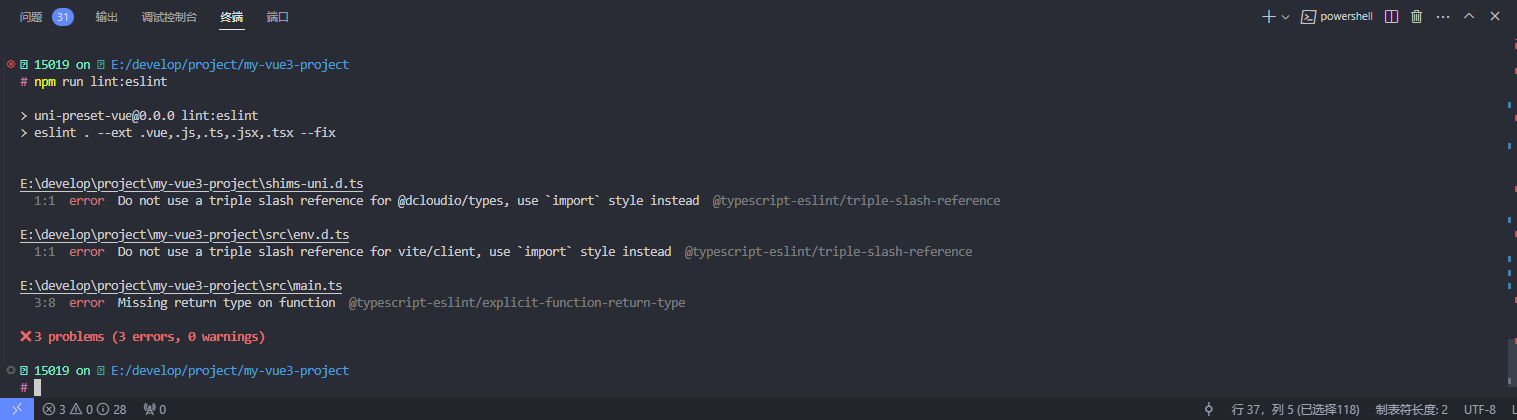 问题 31 输出 调试控制台 终端 端口 powershell
15019 on E:/develop/project/my-vue3-project
# npm run lint:eslint
> uni-preset-vue@0.0.0 lint:eslint
> eslint . --ext .vue,.js,.ts,.jsx,.tsx --fix
E:\develop\project\my-vue3-project\shims-uni.d.ts
1:1 error Do not use a triple slash reference for @dcloudio/types, use `import` style instead @typescript-eslint/triple-slash-reference
E:\develop\project\my-vue3-project\src\env.d.ts
1:1 error Do not use a triple slash reference for vite/client, use `import` style instead @typescript-eslint/triple-slash-reference
E:\develop\project\my-vue3-project\src\main.ts
3:8 error Missing return type on function @typescript-eslint/explicit-function-return-type
❌3 problems (3 errors, 0 warnings)
15019 on E:/develop/project/my-vue3-project
#
3 0 28 0 行 37，列 5 (已选择118) 制表符长度: 2 UTF-8 L